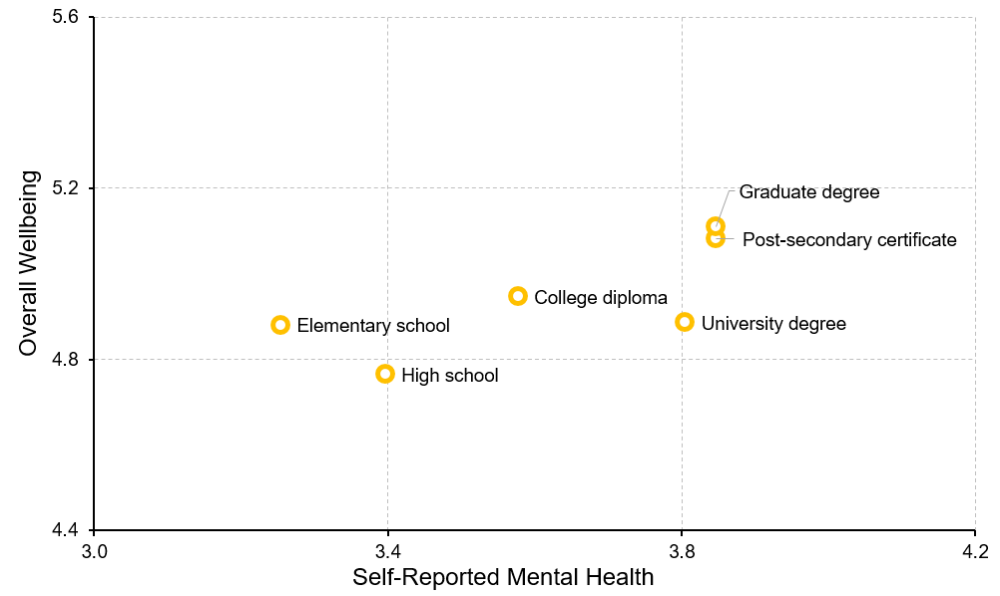 5.6
5.2
4.8
4.4
Overall Wellbeing
Graduate degree
Post-secondary certificate
College diploma
Elementary school
University degree
High school
3.0
3.4
3.8
4.2
Self-Reported Mental Health